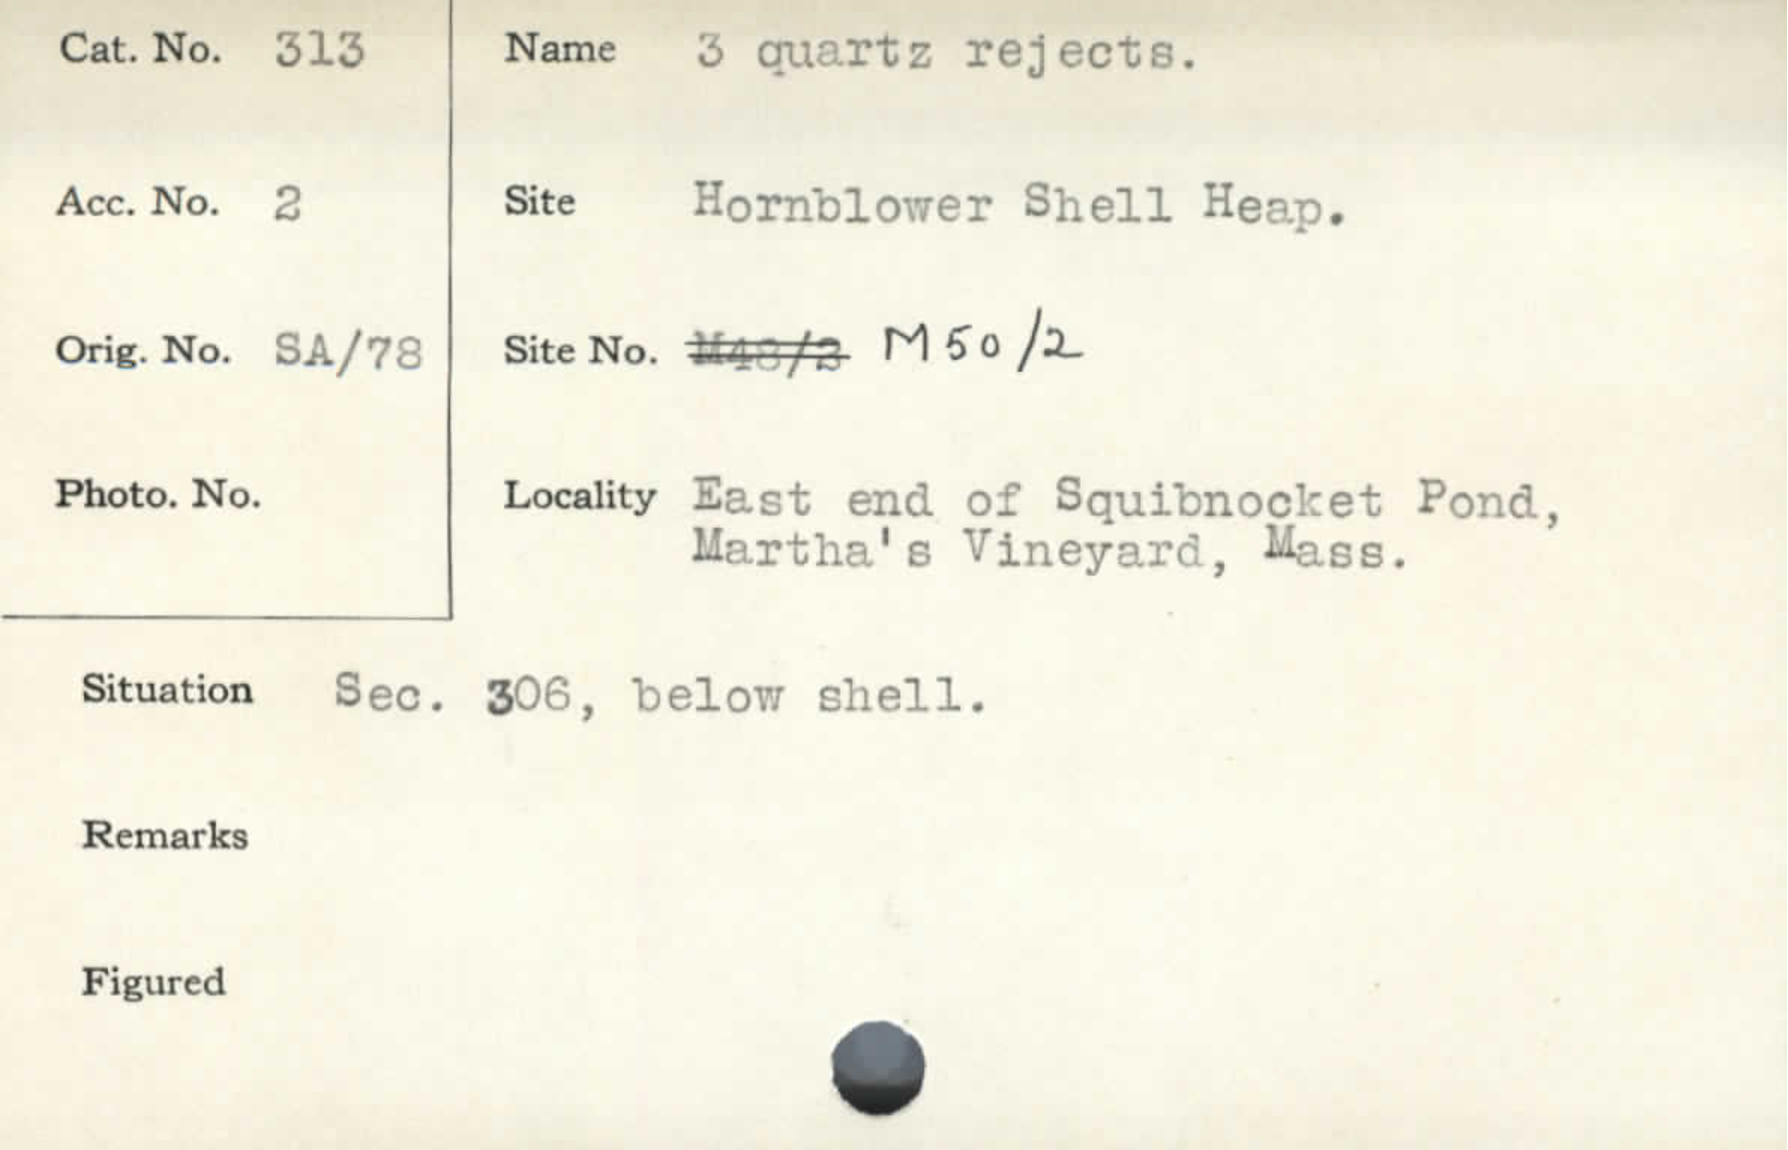 Cat. No. 313
Name 3 quartz rejects.
Acc. No. 2
Site Hornblower Shell Heap.
Orig. No. SA/78
Site No. M48/2 M50/2
Photo. No.
Locality East end of Squibnocket Pond,
Martha's Vineyard, Mass.
Situation Sec. 306, below shell.
Remarks
Figured